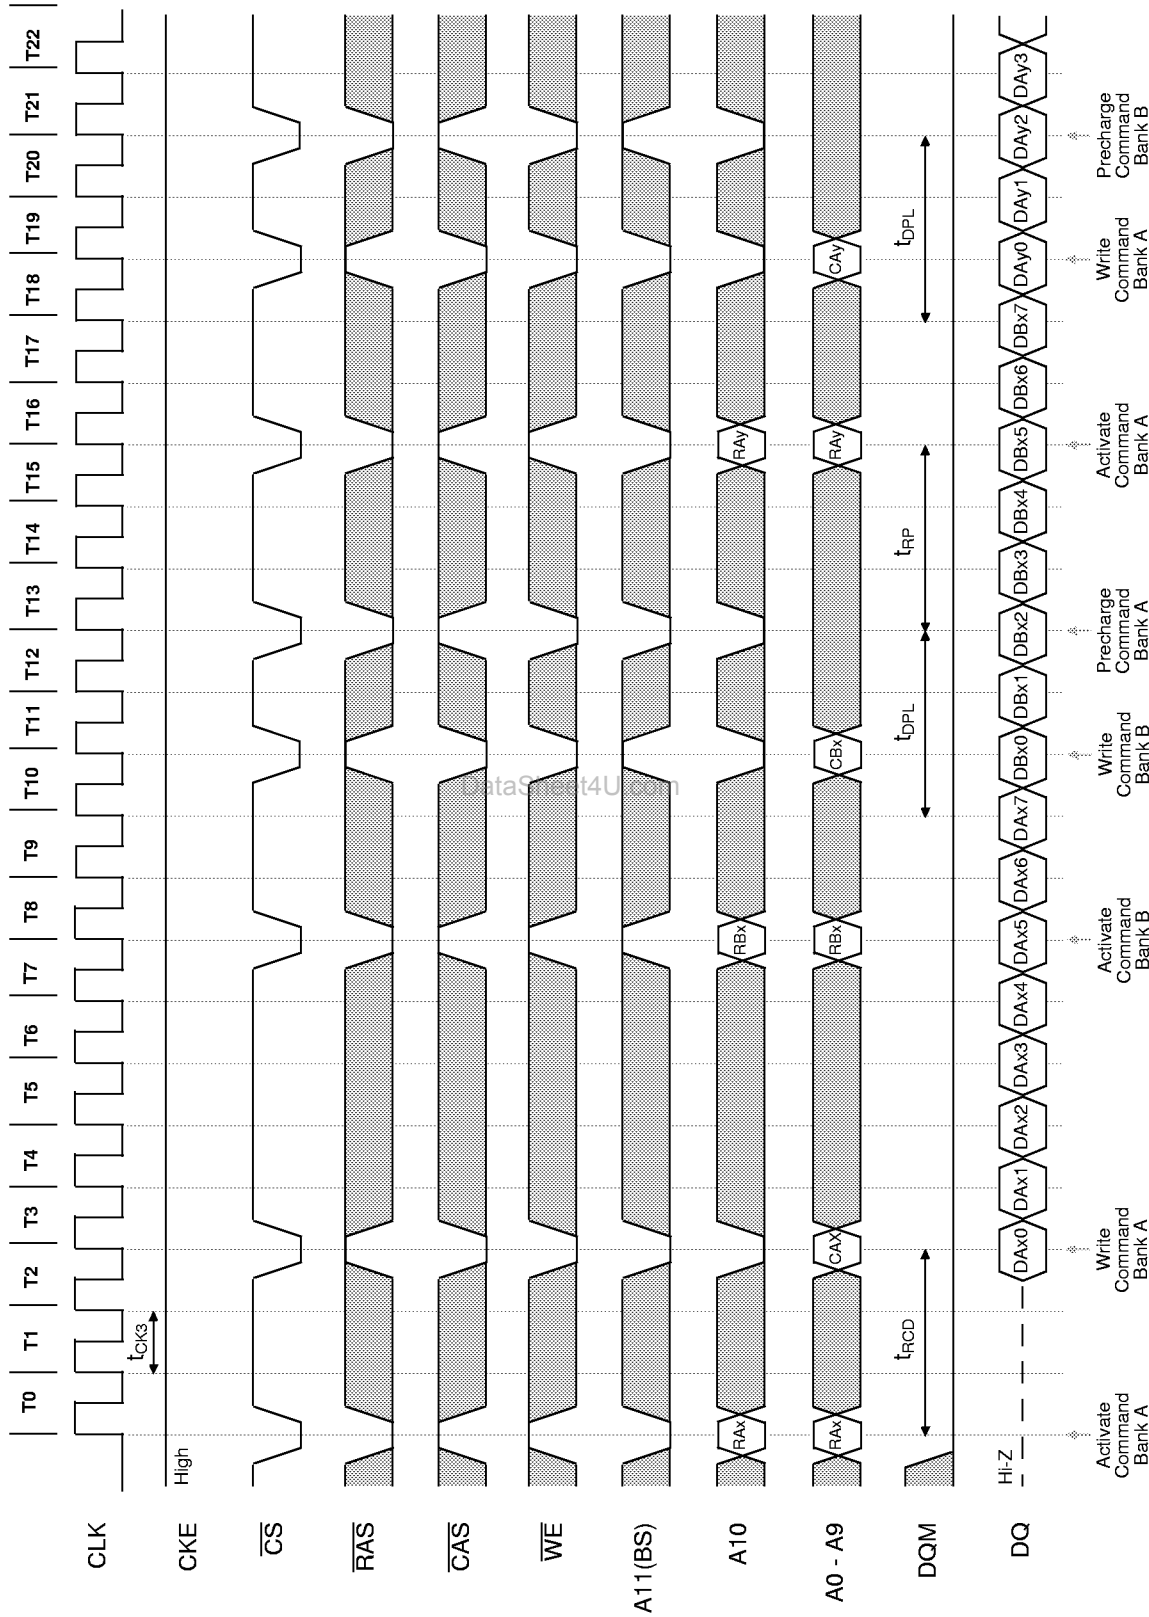 T0 T1 T2 T3 T4 T5 T6 T7 T8 T9 T10 T11 T12 T13 T14 T15 T16 T17 T18 T19 T20 T21 T22
CLK
tCK3
CKE High
CS
RAS
CAS
WE
A11(BS)
A10 RAx RBx RAy
A0 - A9 RAx CAX RBx CBx RAy CAy
DQM tRCD tDPL tRP tDPL
DQ Hi-Z DAx0 DAx1 DAx2 DAx3 DAx4 DAx5 DAx6 DAx7 DBx0 DBx1 DBx2 DBx3 DBx4 DBx5 DBx6 DBx7 DAy0 DAy1 DAy2 DAy3
Activate
Command
Bank A
Write
Command
Bank A
Activate
Command
Bank B
Write
Command
Bank B
Precharge
Command
Bank A
Activate
Command
Bank A
Write
Command
Bank A
Precharge
Command
Bank B
DataSheet4U.com